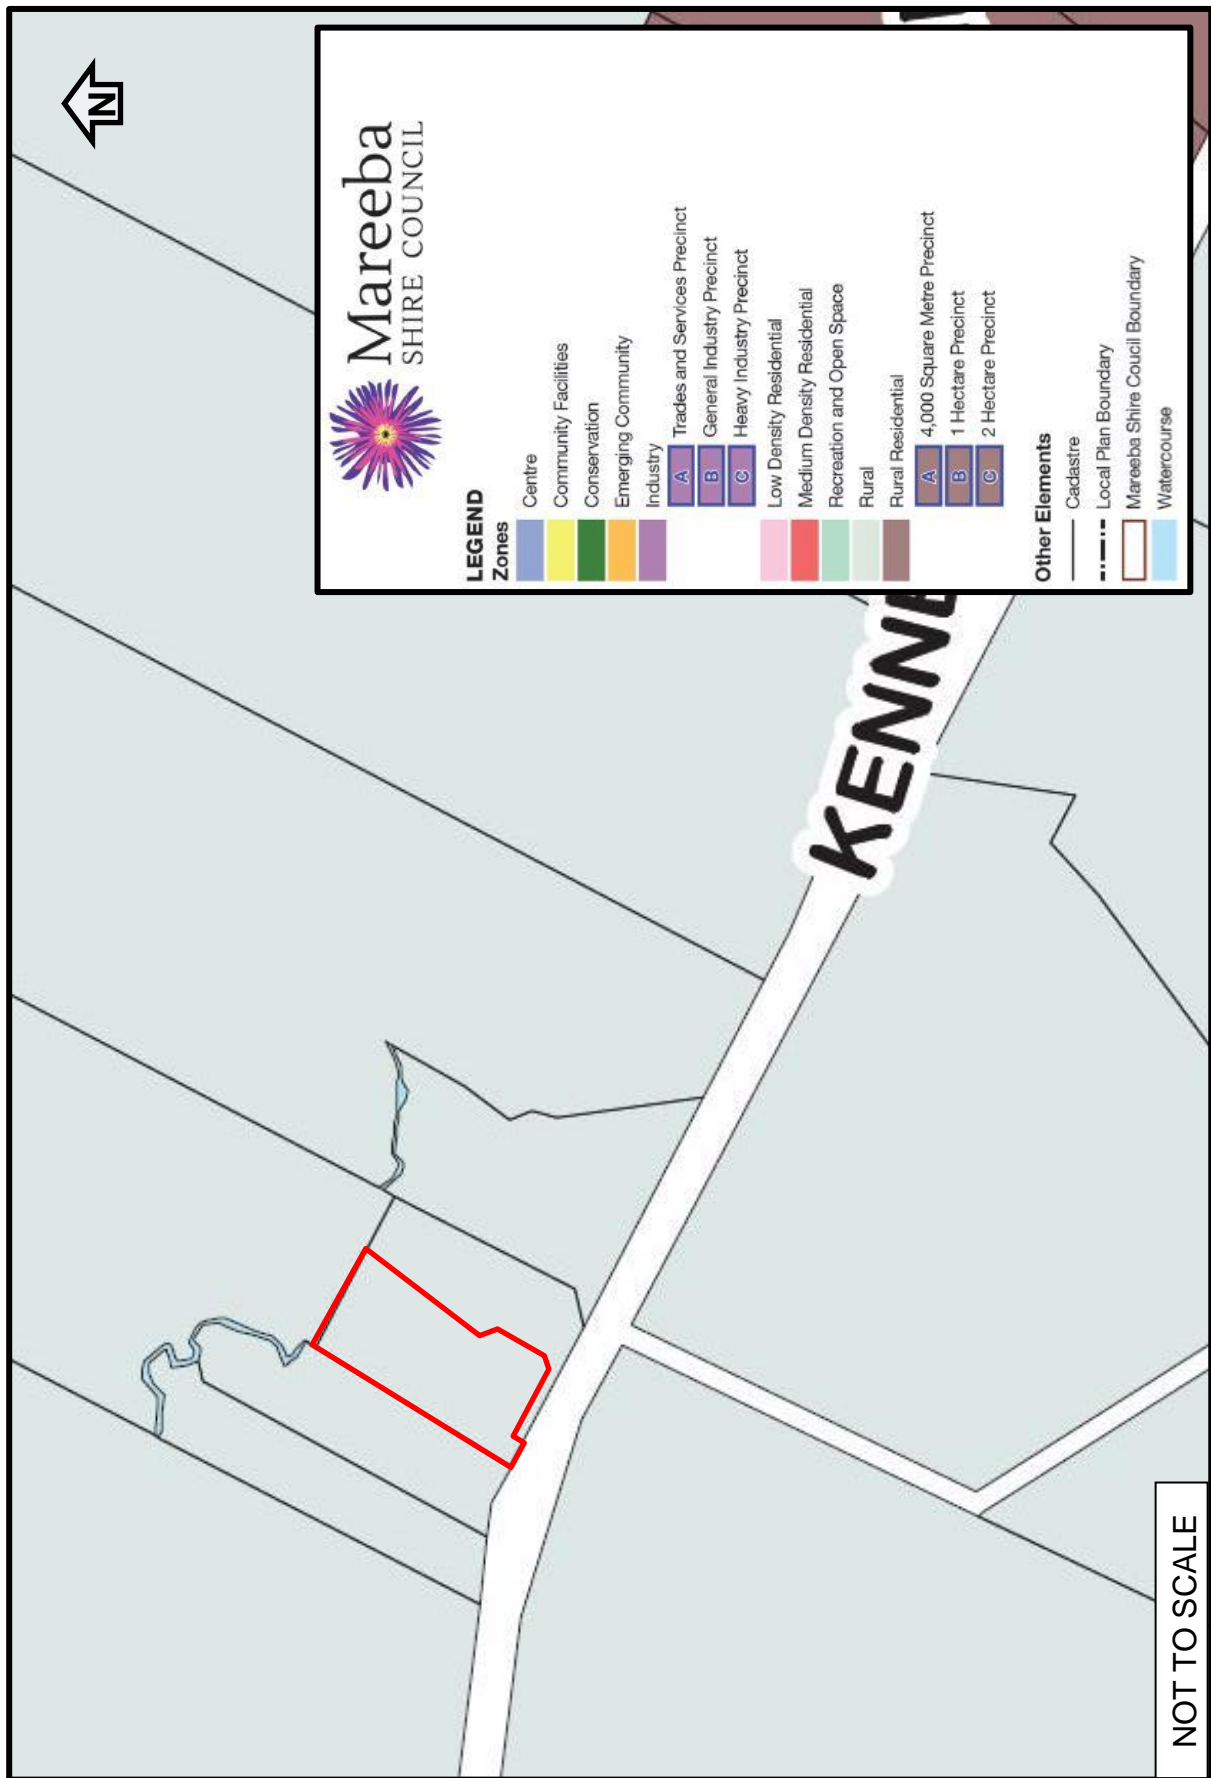 N
Mareeba
SHIRE COUNCIL
LEGEND
Zones
Centre
Community Facilities
Conservation
Emerging Community
Industry
A Trades and Services Precinct
B General Industry Precinct
C Heavy Industry Precinct
Low Density Residential
Medium Density Residential
Recreation and Open Space
Rural
Rural Residential
A 4,000 Square Metre Precinct
B 1 Hectare Precinct
C 2 Hectare Precinct
Other Elements
Cadastre
Local Plan Boundary
Mareeba Shire Coucil Boundary
Watercourse
KENNE
NOT TO SCALE